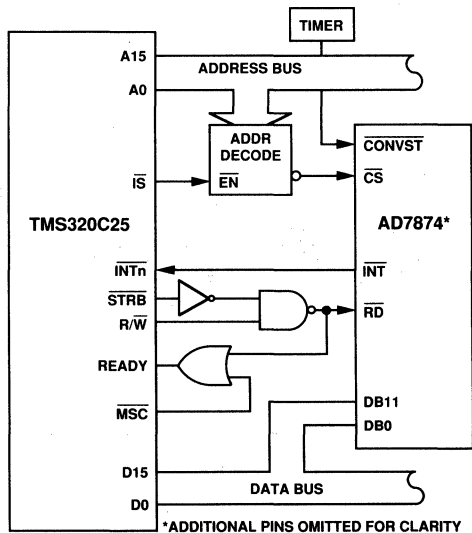 TIMER
A15
ADDRESS BUS
A0
ADDR
DECODE
CONVST
IS
EN
CS
TMS320C25
AD7874*
INTn
INT
STRB
R/W
RD
READY
MSC
DB11
DB0
D15
DATA BUS
D0
*ADDITIONAL PINS OMITTED FOR CLARITY